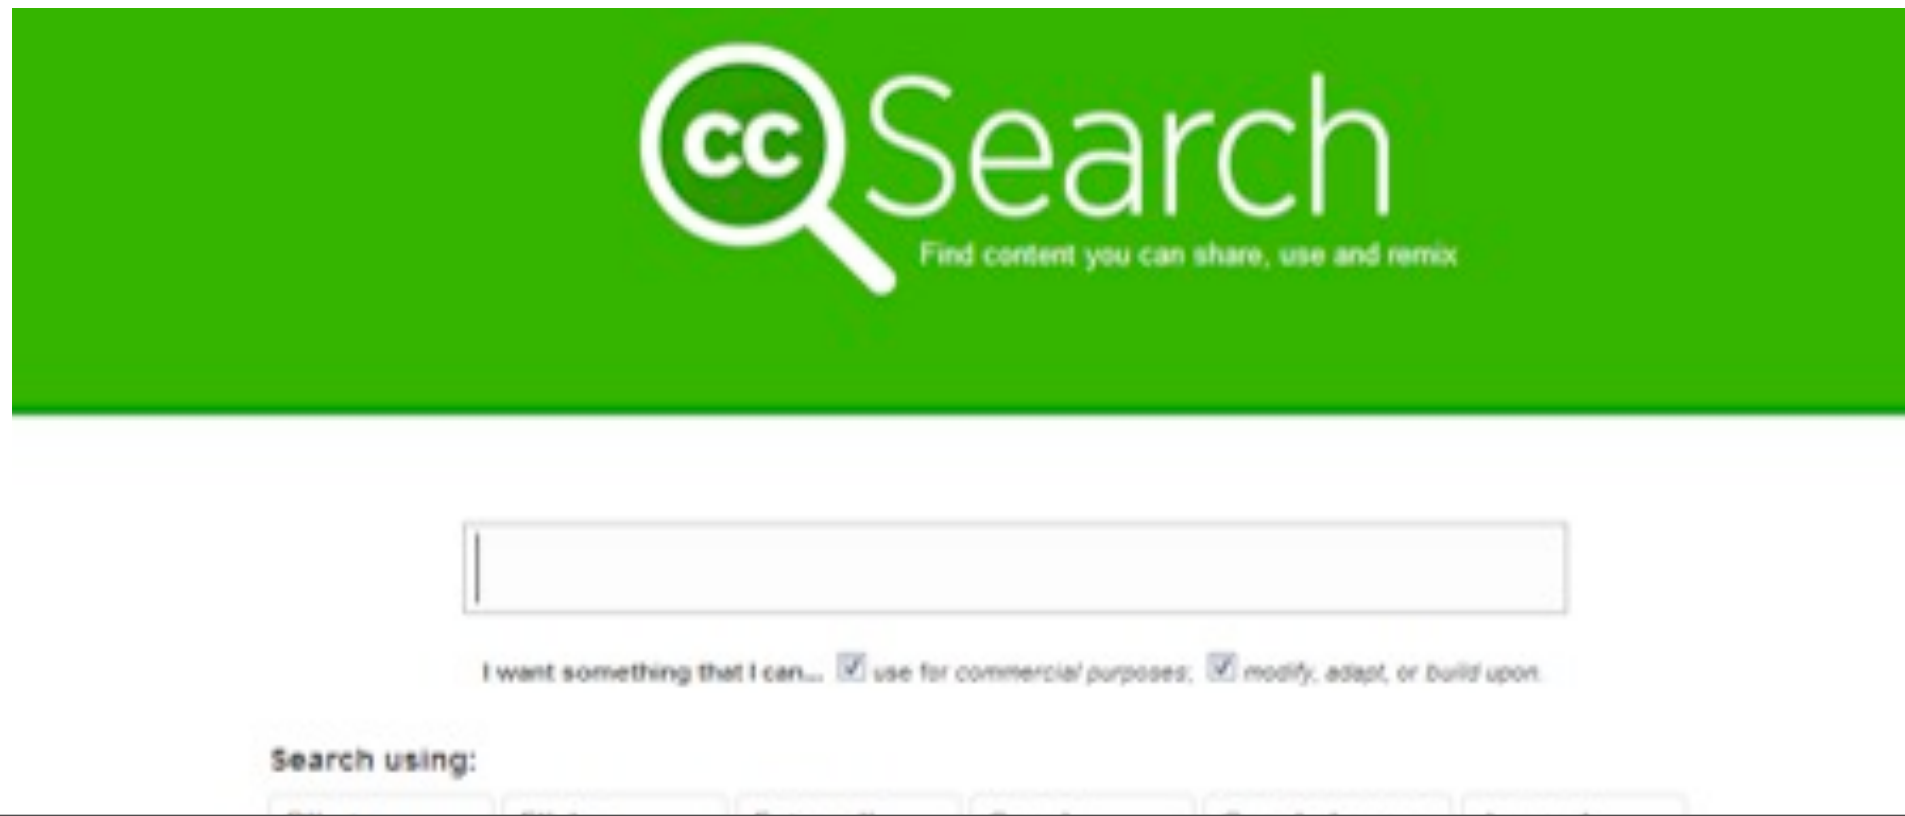 cc Search
Find content you can share, use and remix
I want something that I can... use for commercial purposes; modify, adapt, or build upon.
Search using: